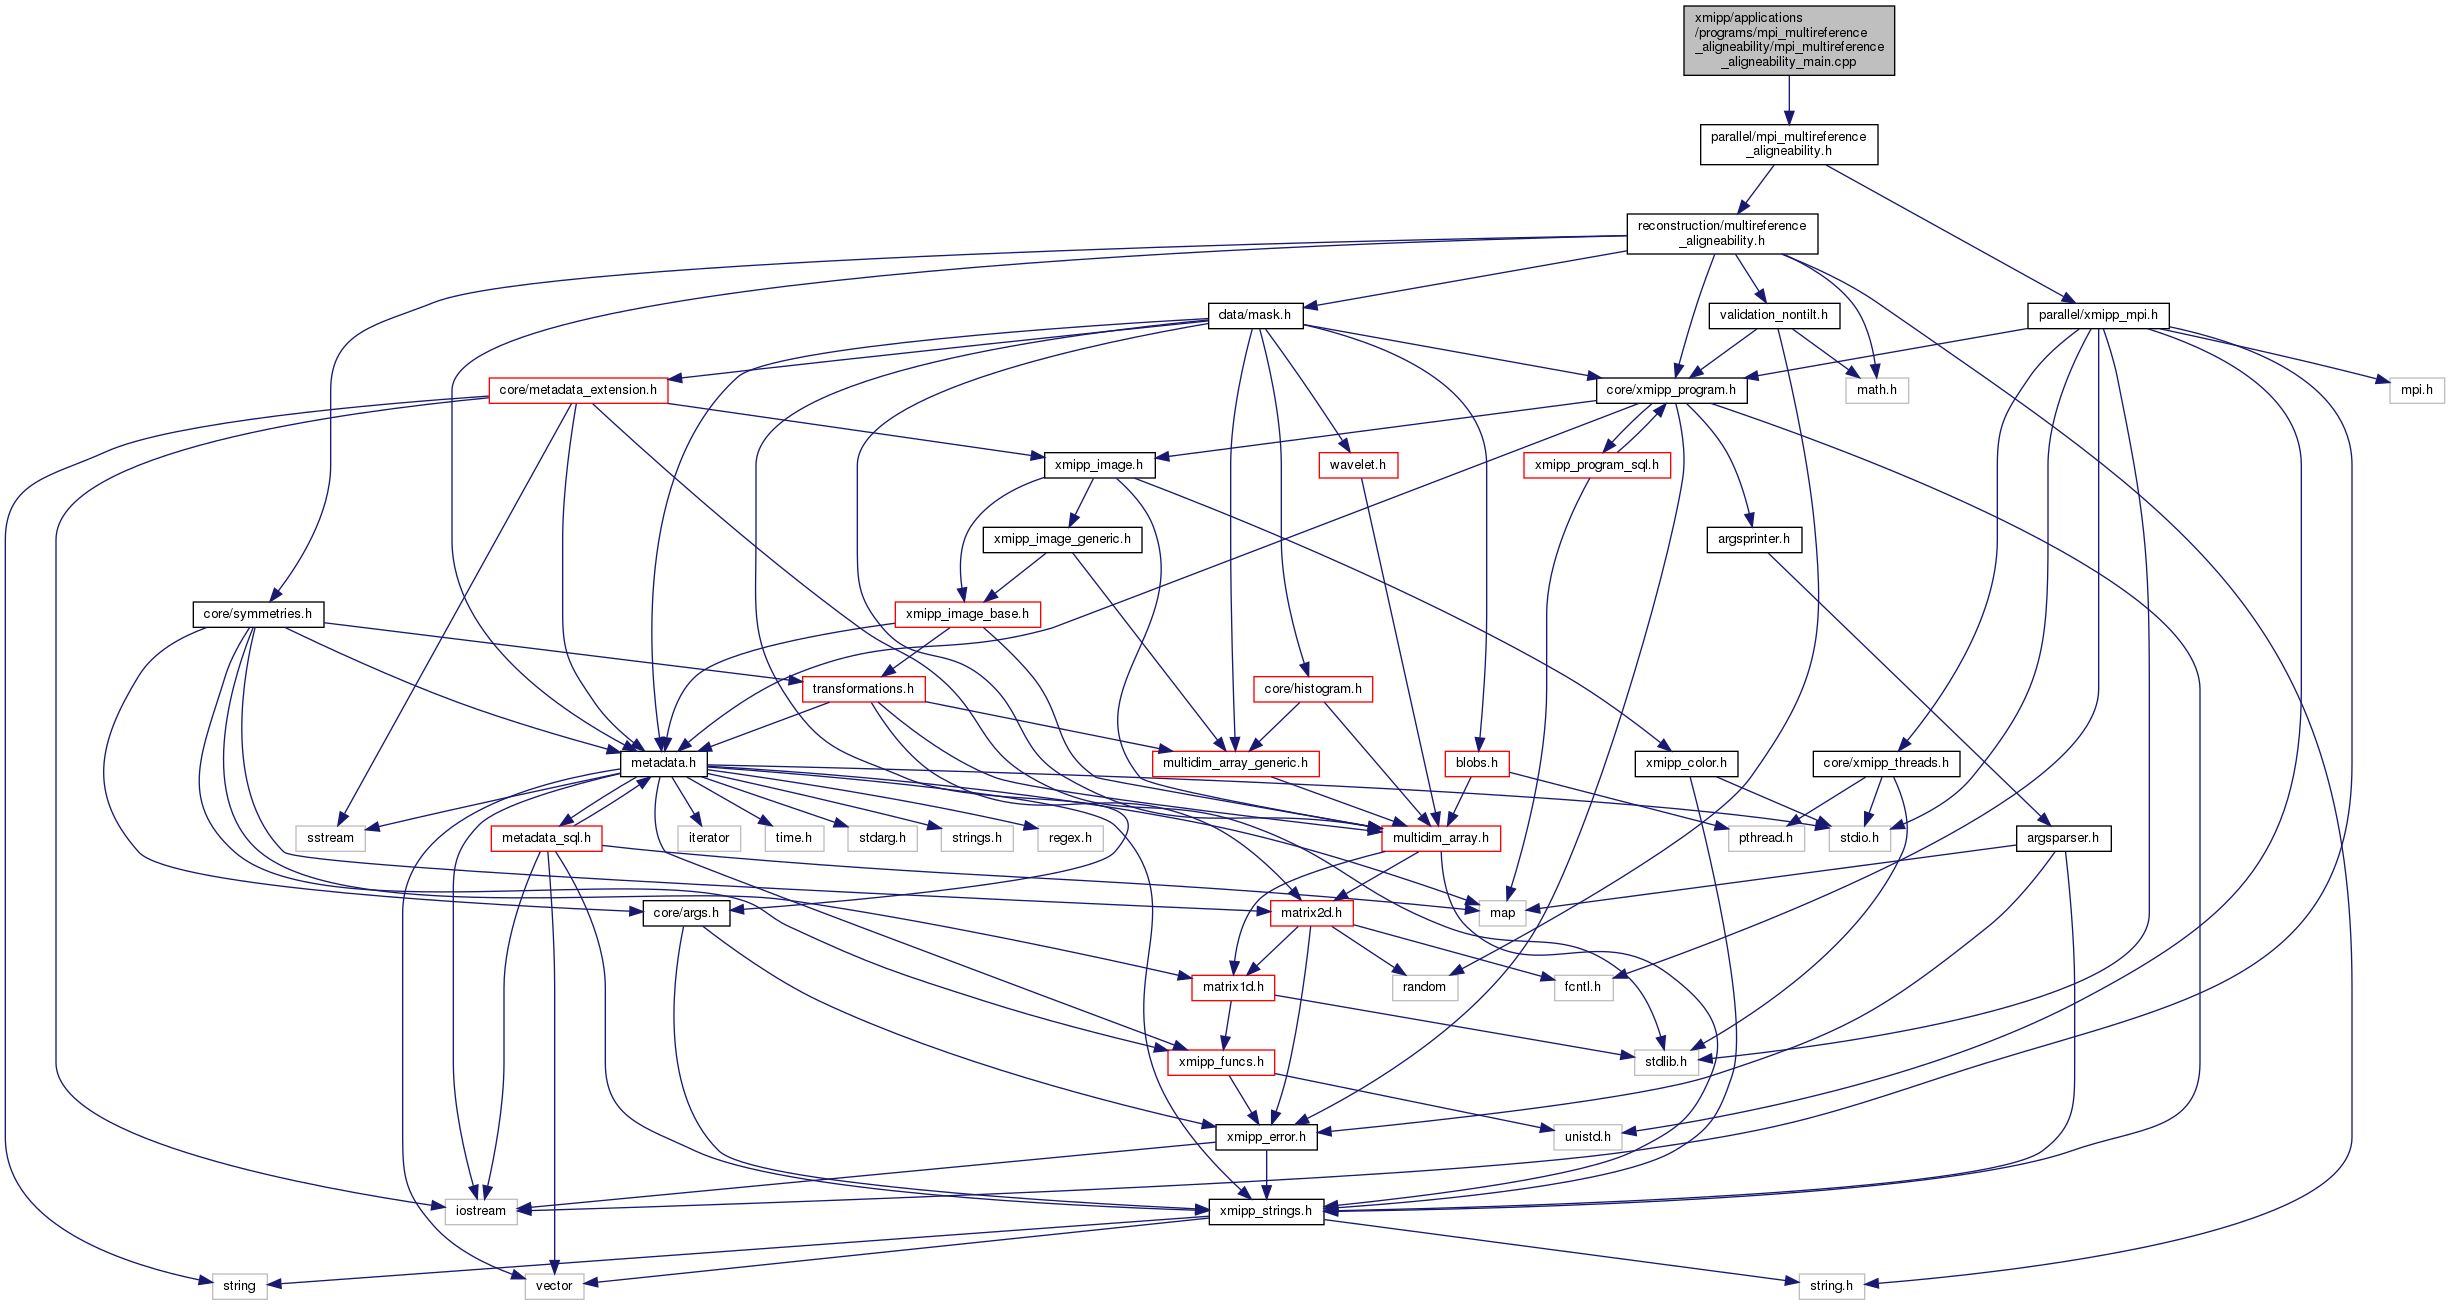 xmipp/applications
/programs/mpi_multireference
_aligneability/mpi_multireference
_aligneability_main.cpp
parallel/mpi_multireference
_aligneability.h
reconstruction/multireference
_aligneability.h
data/mask.h
validation_nontilt.h
parallel/xmipp_mpi.h
core/metadata_extension.h
core/xmipp_program.h
math.h
mpi.h
xmipp_image.h
wavelet.h
xmipp_program_sql.h
xmipp_image_generic.h
argsprinter.h
core/symmetries.h
xmipp_image_base.h
transformations.h
core/histogram.h
metadata.h
multidim_array_generic.h
blobs.h
xmipp_color.h
core/xmipp_threads.h
sstream
metadata_sql.h
iterator
time.h
stdarg.h
strings.h
regex.h
multidim_array.h
pthread.h
stdio.h
argsparser.h
core/args.h
matrix2d.h
map
matrix1d.h
random
fcntl.h
xmipp_funcs.h
stdlib.h
xmipp_error.h
unistd.h
iostream
xmipp_strings.h
string
vector
string.h